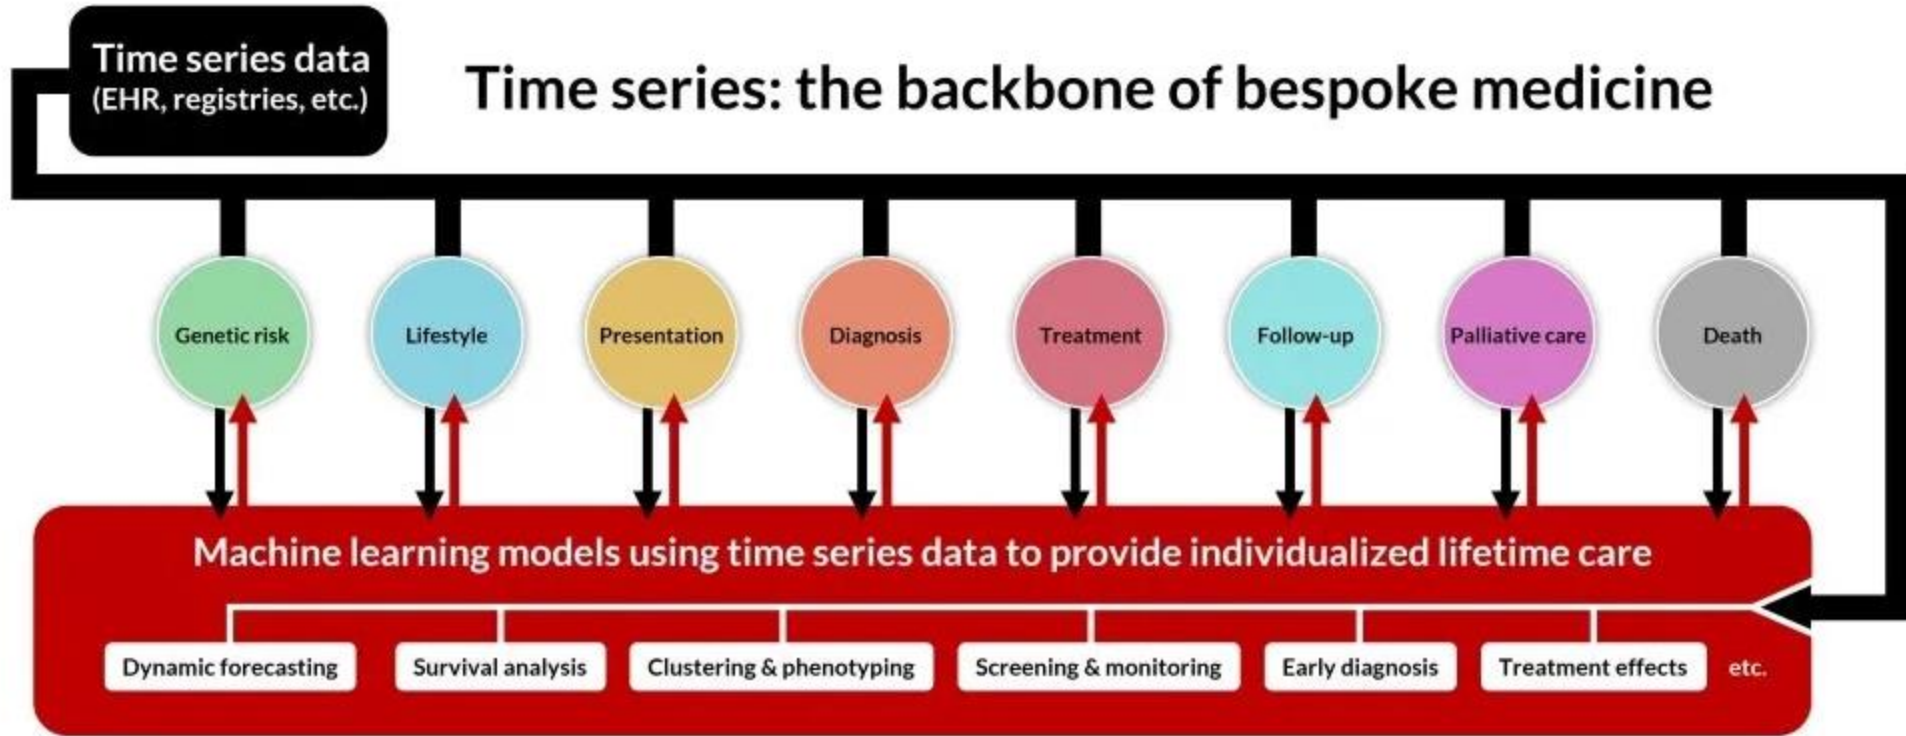 Time series data
(EHR, registries, etc.)
Time series: the backbone of bespoke medicine
Genetic risk
Lifestyle
Presentation
Diagnosis
Treatment
Follow-up
Palliative care
Death
Machine learning models using time series data to provide individualized lifetime care
Dynamic forecasting
Survival analysis
Clustering & phenotyping
Screening & monitoring
Early diagnosis
Treatment effects
etc.